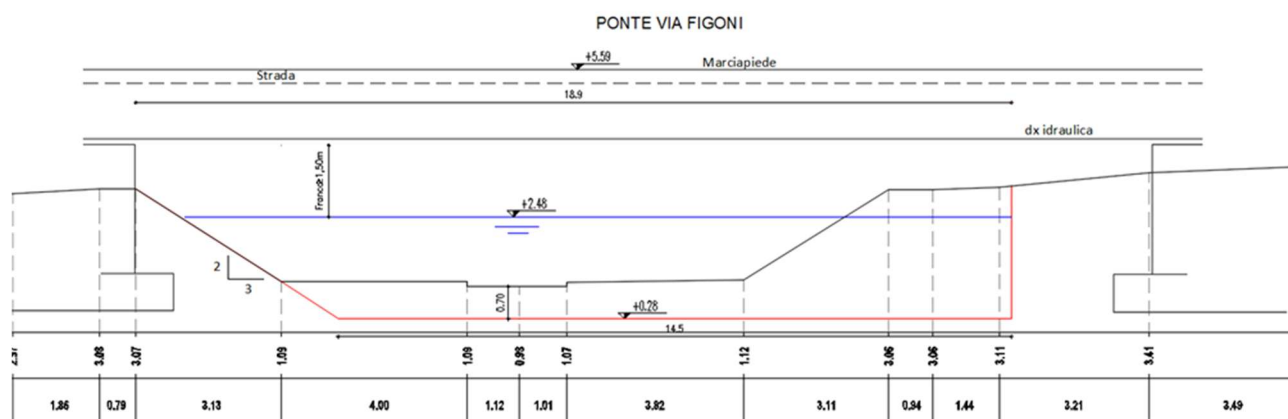 PONTE VIA FIGONI
+5.59
Marciapiede
Strada
18.9
dx idraulica
Franco≥1,50m
+2.48
2
3
0.70
+0.28
14.5
3.08 3.07 1.09 1.09 0.98 1.07 1.12 3.06 3.06 3.11 3.41
1.86 0.79 3.13 4.00 1.12 1.01 3.82 3.11 0.94 1.44 3.21 3.49